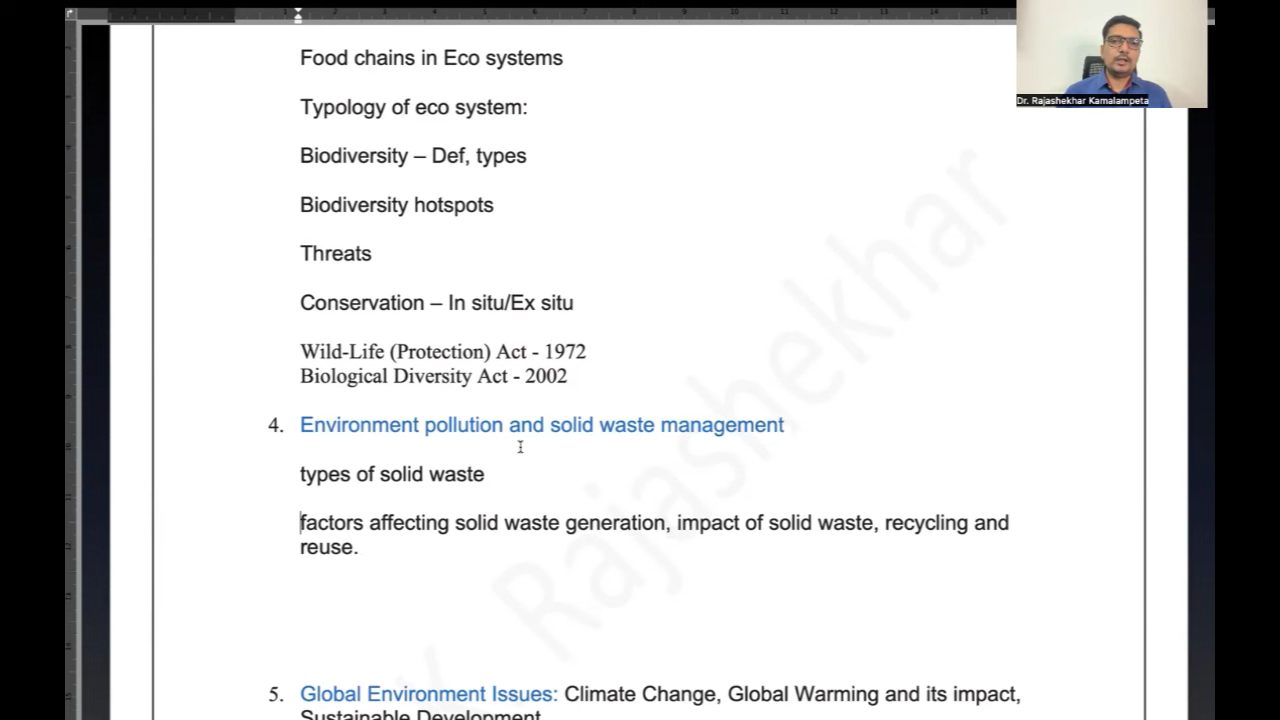 Food chains in Eco systems
Dr. Rajashekhar Kamalampeta
Typology of eco system:
Biodiversity – Def, types
Biodiversity hotspots
Threats
Conservation – In situ/Ex situ
Wild-Life (Protection) Act - 1972
Biological Diversity Act - 2002
4. Environment pollution and solid waste management
types of solid waste
factors affecting solid waste generation, impact of solid waste, recycling and
reuse.
K Rajashekhar
5. Global Environment Issues: Climate Change, Global Warming and its impact,
Sustainable Development